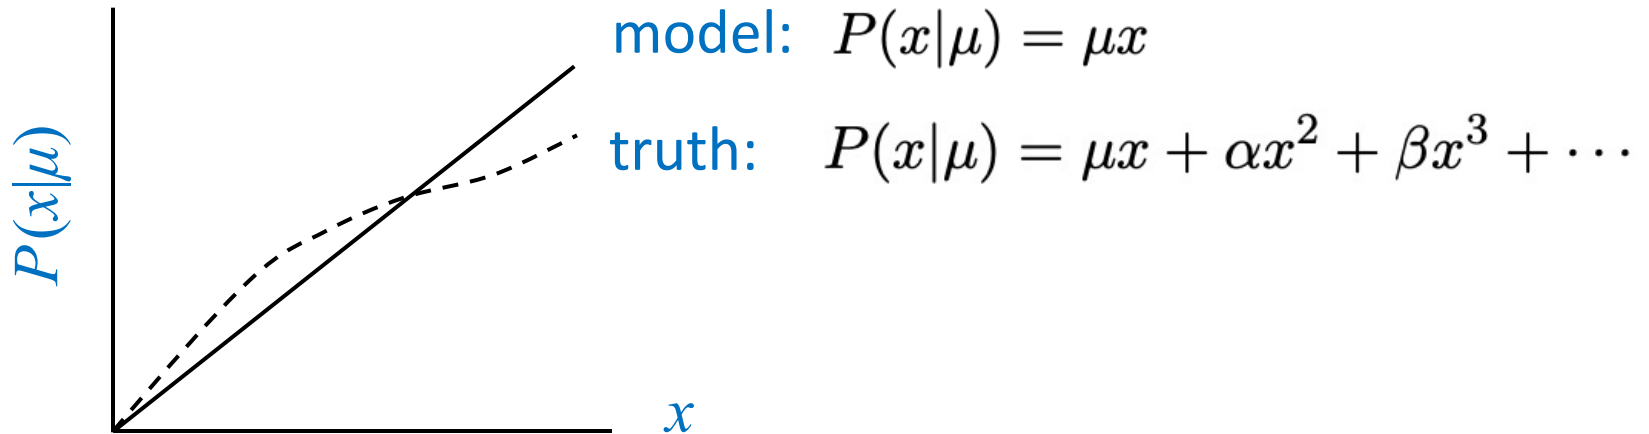 model: P(x|μ) = μx
truth: P(x|μ) = μx + αx² + βx³ + ···
P(x|μ)
x